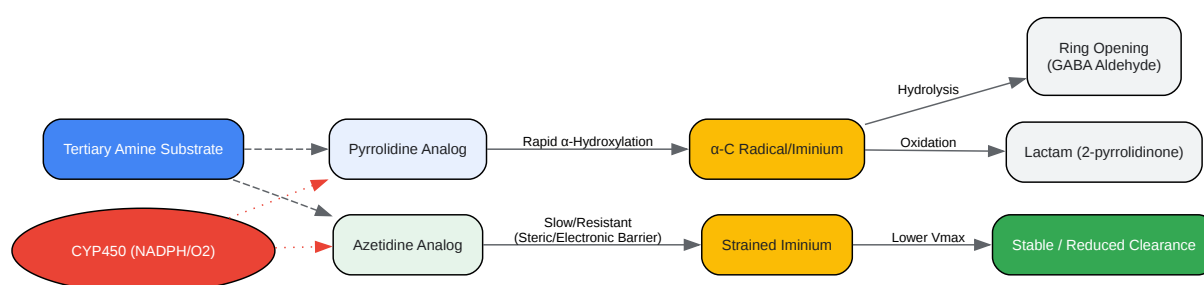 Ring Opening
(GABA Aldehyde)
Hydrolysis
Tertiary Amine Substrate
Pyrrolidine Analog
Rapid α-Hydroxylation
α-C Radical/Iminium
Oxidation
Lactam (2-pyrrolidinone)
CYP450 (NADPH/O2)
Azetidine Analog
Slow/Resistant
(Steric/Electronic Barrier)
Strained Iminium
Lower Vmax
Stable / Reduced Clearance